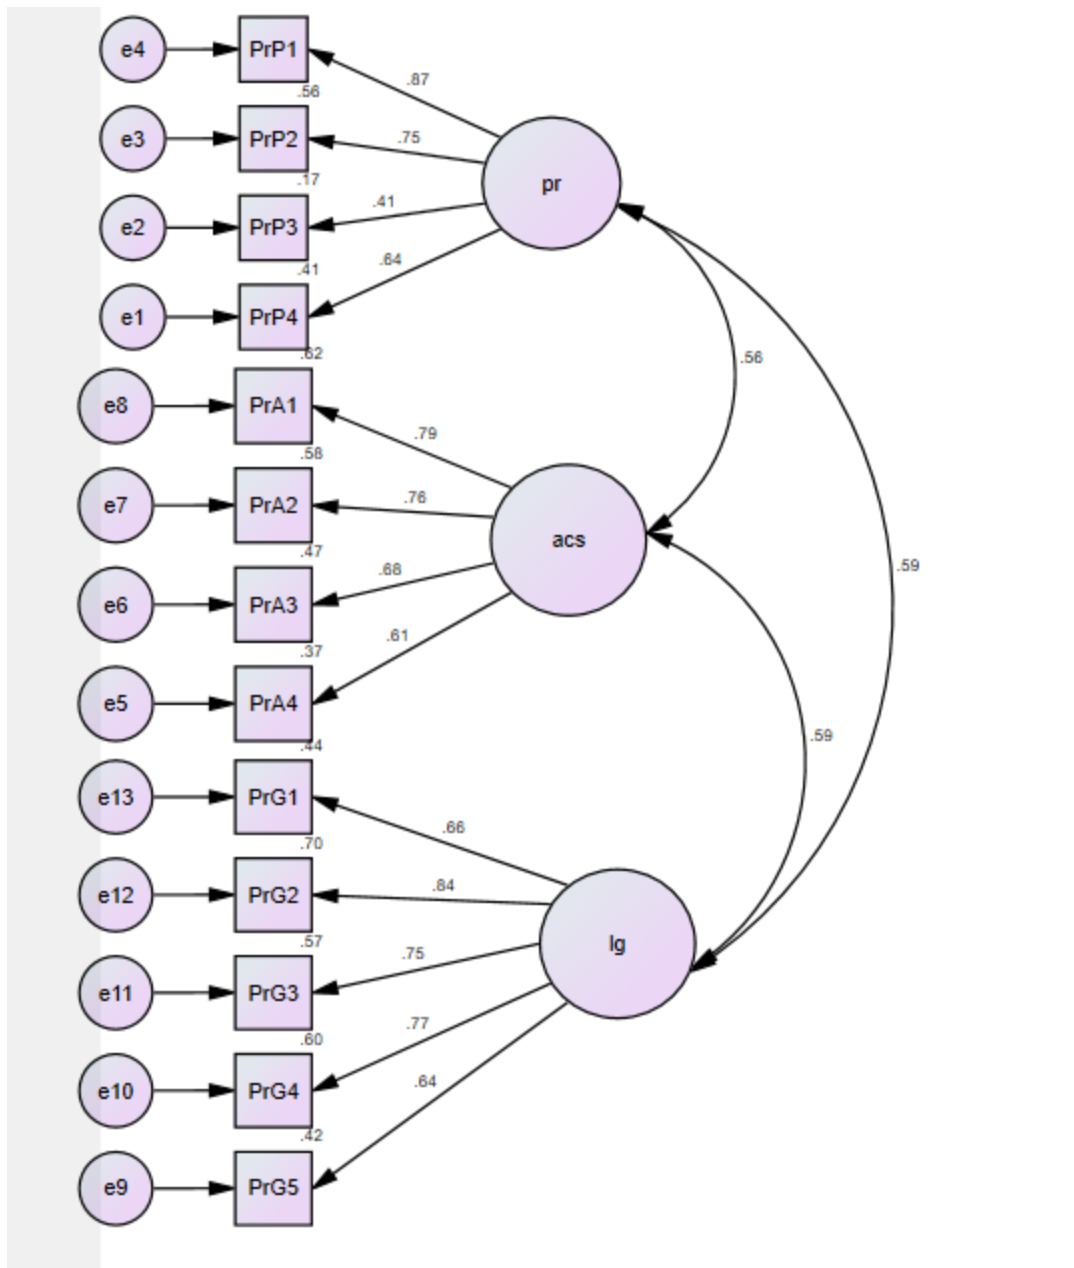 e4
PrP1
.87
.56
e3
PrP2
.75
.17
e2
PrP3
.41
.41
e1
PrP4
.64
pr
.62
e8
PrA1
.79
.58
e7
PrA2
.76
.47
e6
PrA3
.68
.37
e5
PrA4
.61
acs
.56
.59
.59
.44
e13
PrG1
.66
.70
e12
PrG2
.84
.57
e11
PrG3
.75
.60
e10
PrG4
.77
.42
e9
PrG5
.64
lg